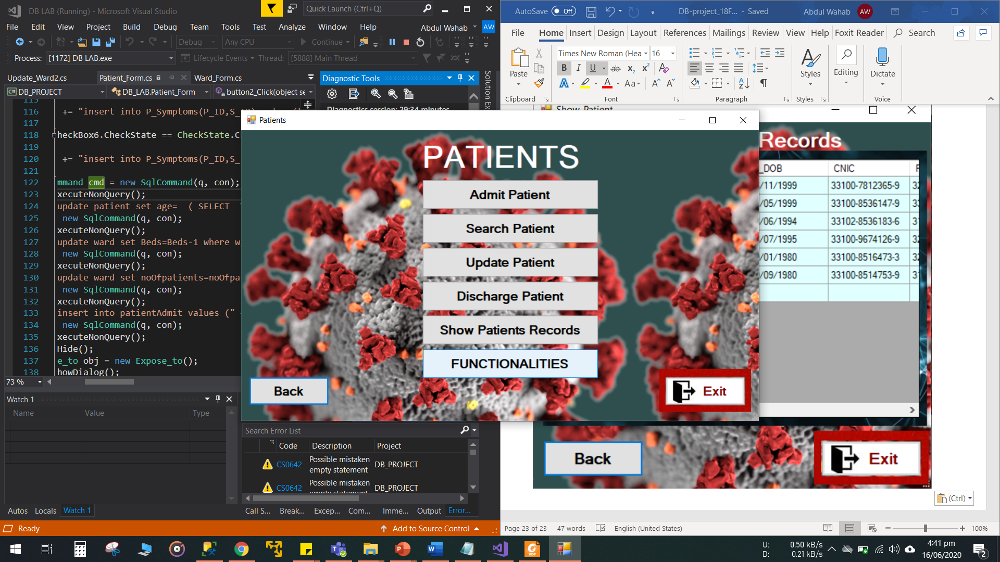 DB LAB (Running) - Microsoft Visual Studio
Quick Launch (Ctrl+Q)
File Edit View Project Build Debug Team Tools Test Analyze Window Help
Abdul Wahab AW
Debug Any CPU Continue
Process: [1172] DB LAB.exe Lifecycle Events Thread: [5888] Main Thread
Update_Ward2.cs Patient_Form.cs Ward_Form.cs
DB_PROJECT DB_LAB.Patient_Form button2_Click(object se
Diagnostic Tools
Diagnostics session: 29:34 minutes
115
116 += "insert into P_Symptoms(P_ID,S_ID)
117
118 heckBox6.CheckState == CheckState.C
119
120 += "insert into P_Symptoms(P_ID,S_
121
122 mmand cmd = new SqlCommand(q, con);
123 xecuteNonQuery();
124 update patient set age= ( SELECT
125 new SqlCommand(q, con);
126 xecuteNonQuery();
127 update ward set Beds=Beds-1 where w_
128 new SqlCommand(q, con);
129 xecuteNonQuery();
130 update ward set noOfpatients=noOfpa
131 new SqlCommand(q, con);
132 xecuteNonQuery();
133 insert into patientAdmit values ("
134 new SqlCommand(q, con);
135 xecuteNonQuery();
136 Hide();
137 e_to obj = new Expose_to();
138 howDialog();
73 %
Watch 1
Name Value Type
Autos Locals Watch 1
Search Error List
Code Description Project
CS0642 Possible mistaken empty statement DB_PROJECT
CS0642 Possible mistaken empty statement DB_PROJECT
Call S... Break... Excep... Com... Imme... Output Error...
Ready
Add to Source Control
Patients
PATIENTS
Admit Patient
Search Patient
Update Patient
Discharge Patient
Show Patients Records
FUNCTIONALITIES
Back
Exit
AutoSave Off DB-project_18F... - Saved Abdul Wahab AW
File Home Insert Design Layout References Mailings Review View Help Foxit Reader Search
Times New Roman (Hea 16
Paste
Styles Editing Dictate
Clipboard Font Paragraph Styles Voice
Show_Patient
Records
_DOB CNIC
/11/1999 33100-7812365-9 32
/05/1999 33100-8536147-9 33
/06/1994 33102-8536183-6 31
/07/1995 33100-9674126-9 32
/01/1980 33100-8516473-3 32
/09/1980 33100-8514753-9 31
Back
Exit
(Ctrl)
Page 23 of 23 47 words English (United States) 100%
U: 0.50 kB/s
D: 0.21 kB/s
4:41 pm
16/06/2020
2